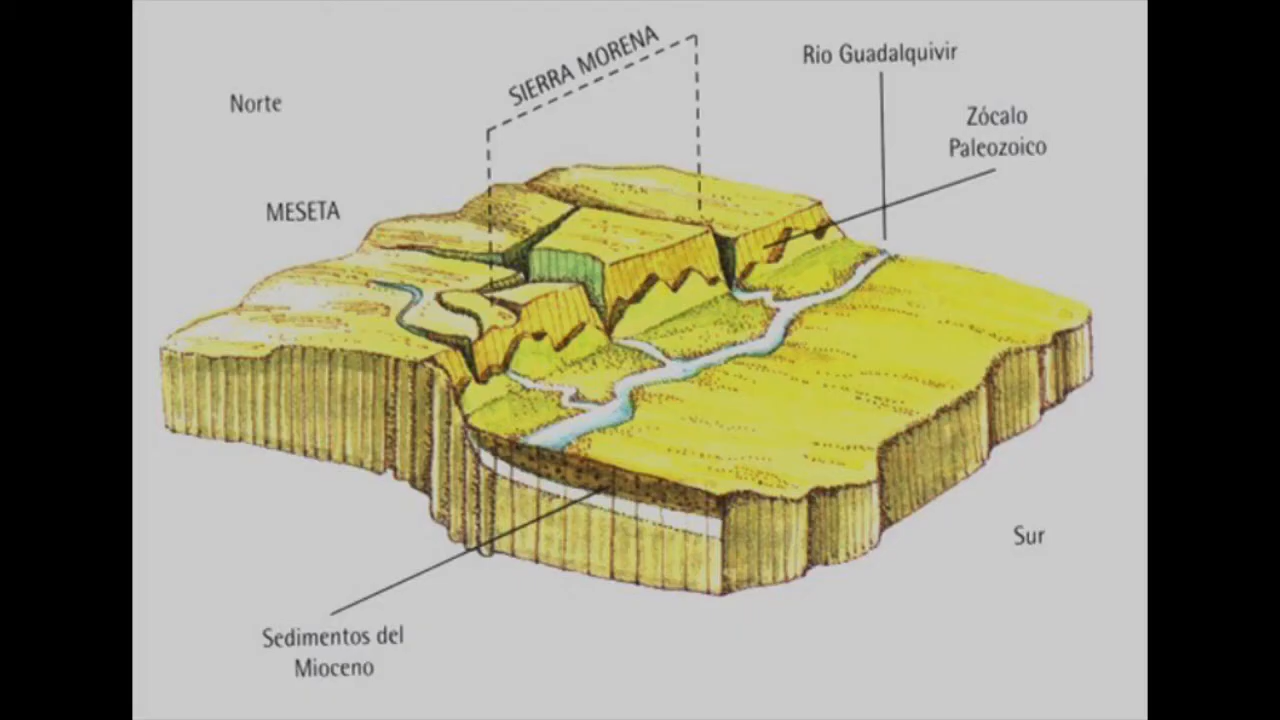 SIERRA MORENA
Rio Guadalquivir
Norte
Zócalo
Paleozoico
MESETA
Sur
Sedimentos del
Mioceno